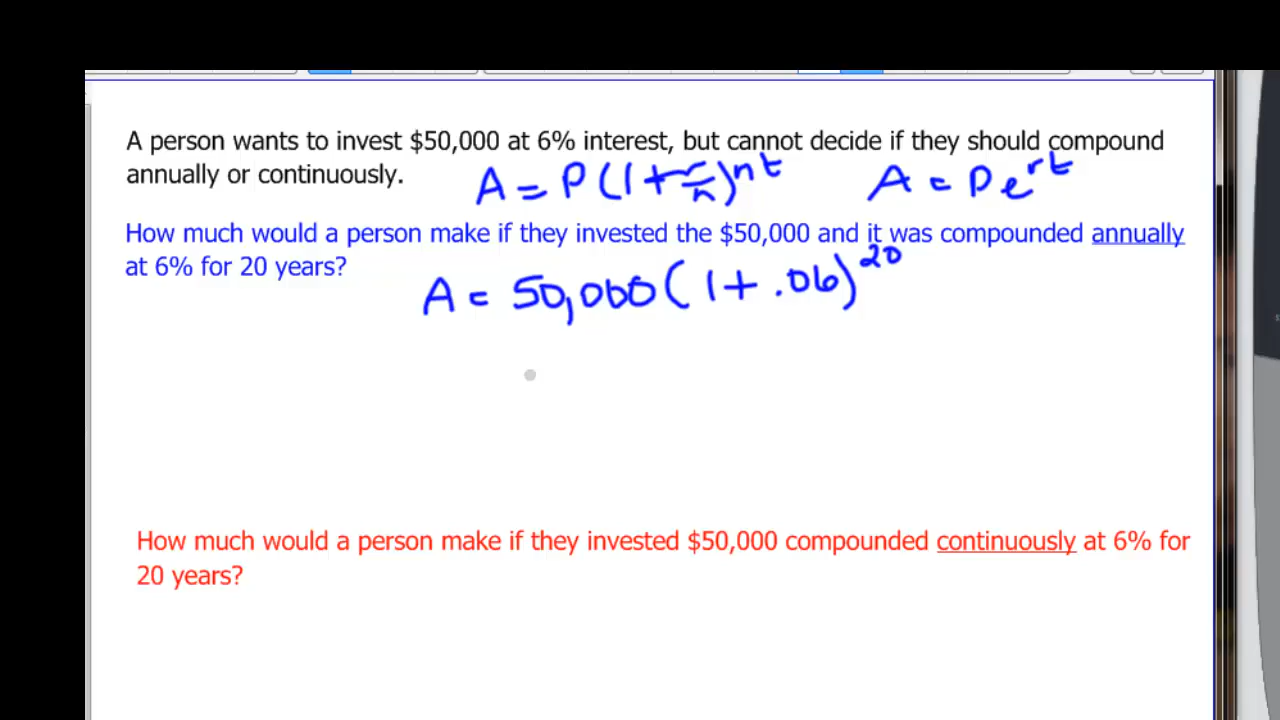 A person wants to invest $50,000 at 6% interest, but cannot decide if they should compound
annually or continuously.
A = P(1+r/n)^nt A = Pe^rt
How much would a person make if they invested the $50,000 and it was compounded annually
at 6% for 20 years?
A = 50,000(1+.06)^20
How much would a person make if they invested $50,000 compounded continuously at 6% for
20 years?